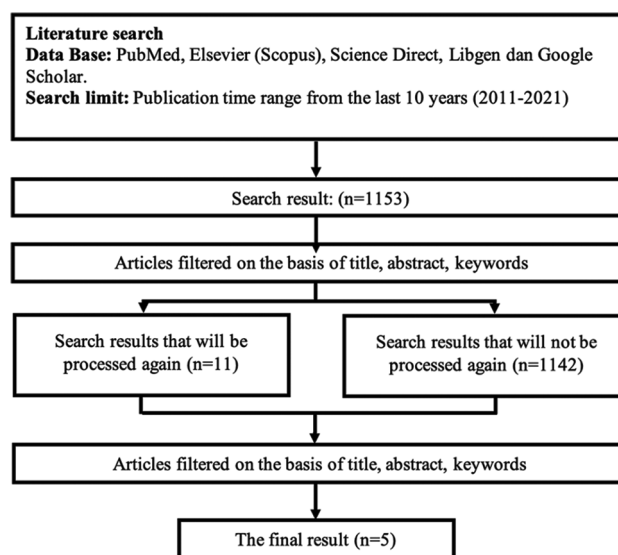 Literature search
Data Base: PubMed, Elsevier (Scopus), Science Direct, Libgen dan Google
Scholar.
Search limit: Publication time range from the last 10 years (2011-2021)
Search result: (n=1153)
Articles filtered on the basis of title, abstract, keywords
Search results that will be
processed again (n=11)
Search results that will not be
processed again (n=1142)
Articles filtered on the basis of title, abstract, keywords
The final result (n=5)